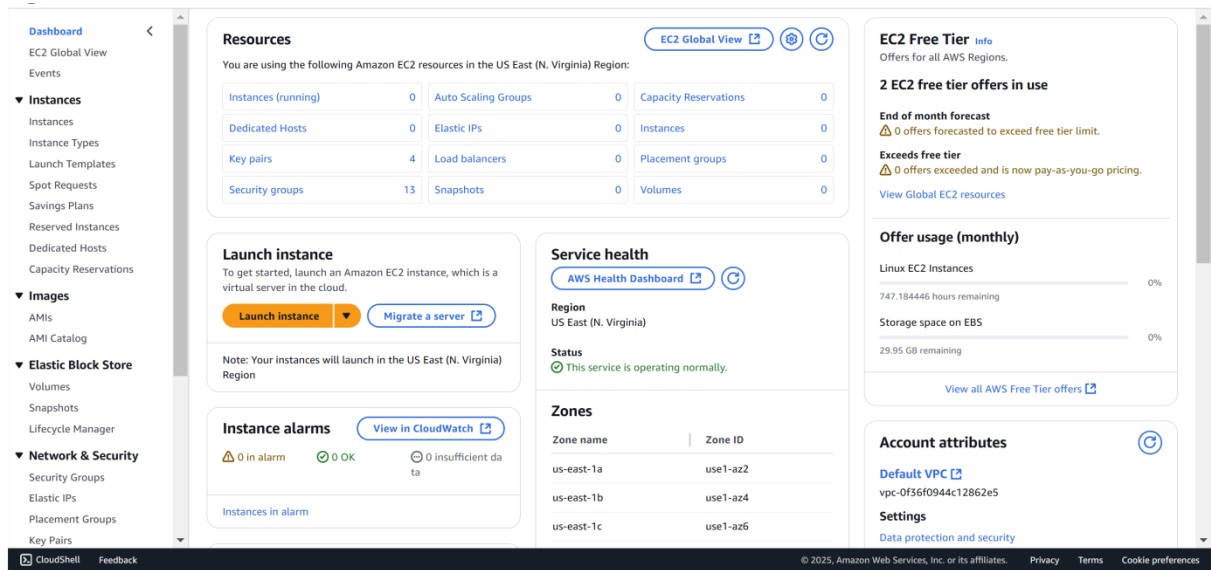 Dashboard
EC2 Global View
Events
Instances
Instances
Instance Types
Launch Templates
Spot Requests
Savings Plans
Reserved Instances
Dedicated Hosts
Capacity Reservations
Images
AMIs
AMI Catalog
Elastic Block Store
Volumes
Snapshots
Lifecycle Manager
Network & Security
Security Groups
Elastic IPs
Placement Groups
Key Pairs
Resources
EC2 Global View
You are using the following Amazon EC2 resources in the US East (N. Virginia) Region:
Instances (running) 0
Auto Scaling Groups 0
Capacity Reservations 0
Dedicated Hosts 0
Elastic IPs 0
Instances 0
Key pairs 4
Load balancers 0
Placement groups 0
Security groups 13
Snapshots 0
Volumes 0
Launch instance
To get started, launch an Amazon EC2 instance, which is a
virtual server in the cloud.
Launch instance
Migrate a server
Note: Your instances will launch in the US East (N. Virginia)
Region
Instance alarms
View in CloudWatch
0 in alarm
0 OK
0 insufficient da
ta
Instances in alarm
Service health
AWS Health Dashboard
Region
US East (N. Virginia)
Status
This service is operating normally.
Zones
Zone name Zone ID
us-east-1a use1-az2
us-east-1b use1-az4
us-east-1c use1-az6
EC2 Free Tier Info
Offers for all AWS Regions.
2 EC2 free tier offers in use
End of month forecast
0 offers forecasted to exceed free tier limit.
Exceeds free tier
0 offers exceeded and is now pay-as-you-go pricing.
View Global EC2 resources
Offer usage (monthly)
Linux EC2 Instances
0%
747.184446 hours remaining
Storage space on EBS
0%
29.95 GB remaining
View all AWS Free Tier offers
Account attributes
Default VPC
vpc-0f36f0944c12862e5
Settings
Data protection and security
CloudShell Feedback
© 2025, Amazon Web Services, Inc. or its affiliates. Privacy Terms Cookie preferences